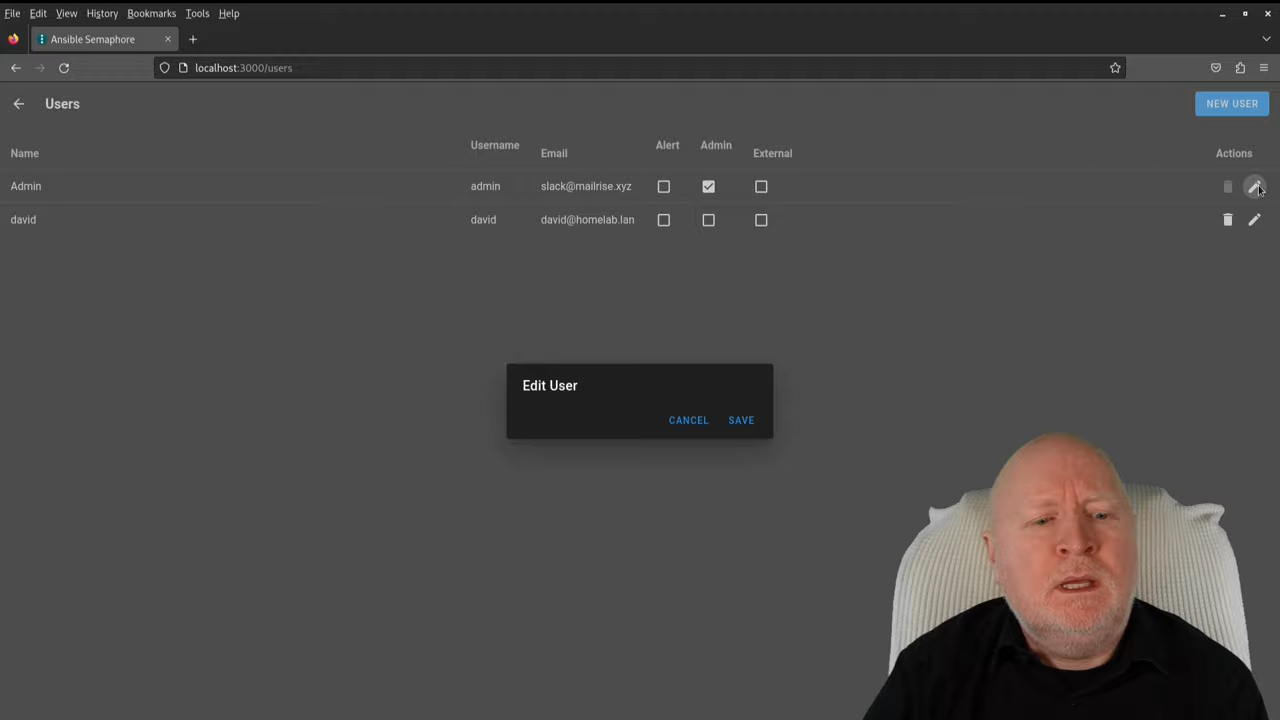 File Edit View History Bookmarks Tools Help
Ansible Semaphore
localhost:3000/users
Users
NEW USER
Name Username Email Alert Admin External Actions
Admin admin slack@mailrise.xyz
david david david@homelab.lan
Edit User
CANCEL SAVE